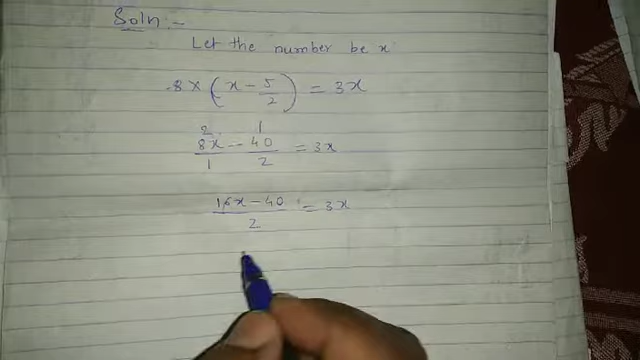 Soln :-
Let the number be x
8 × ( x - 5/2 ) = 3x
2 1
8x/1 - 40/2 = 3x
16x - 40 / 2 = 3x